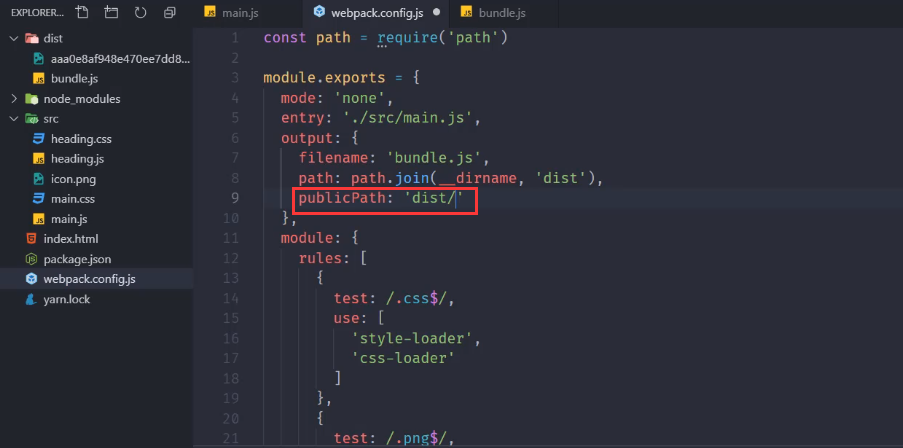 EXPLORER...
main.js
webpack.config.js
bundle.js
dist
aaa0e8af948e470ee7dd8...
bundle.js
node_modules
src
heading.css
heading.js
icon.png
main.css
main.js
index.html
package.json
webpack.config.js
yarn.lock
1 const path = require('path')
2
3 module.exports = {
4 mode: 'none',
5 entry: './src/main.js',
6 output: {
7 filename: 'bundle.js',
8 path: path.join(__dirname, 'dist'),
9 publicPath: 'dist/'
10 },
11 module: {
12 rules: [
13 {
14 test: /.css$/,
15 use: [
16 'style-loader',
17 'css-loader'
18 ]
19 },
20 {
21 test: /.png$/,